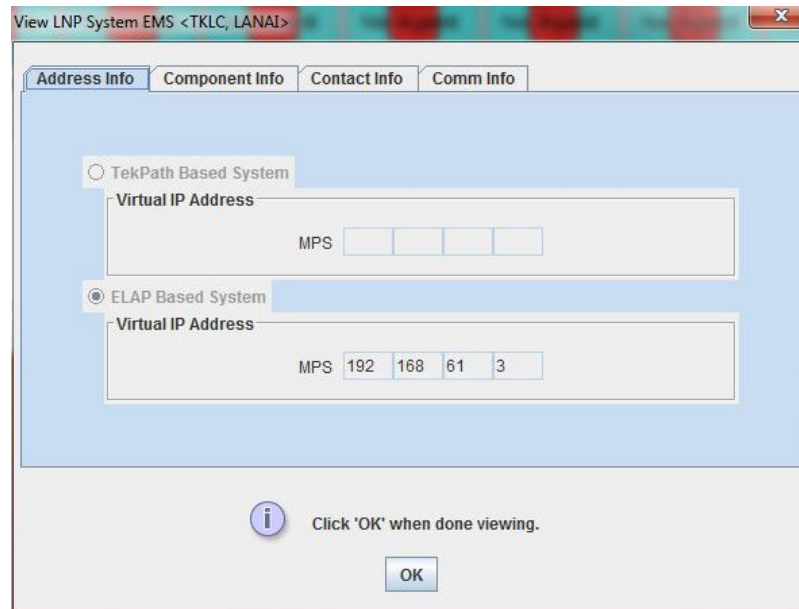 View LNP System EMS <TKLC, LANAI>
Address Info Component Info Contact Info Comm Info
TekPath Based System
Virtual IP Address
MPS
ELAP Based System
Virtual IP Address
MPS 192 168 61 3
Click 'OK' when done viewing.
OK